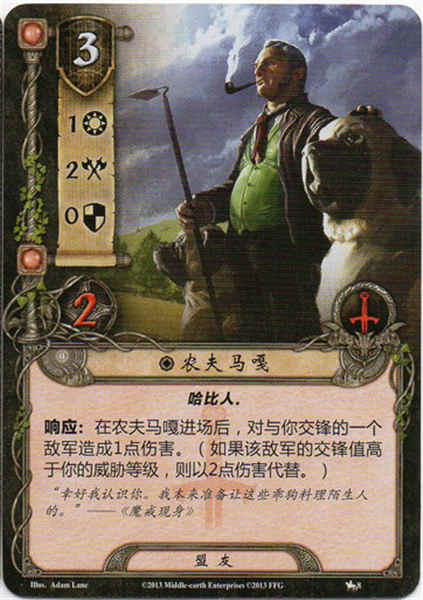 3
1
2
0
2
农夫马嘎
哈比人.
响应：在农夫马嘎进场后，对与你交锋的一个
敌军造成1点伤害。（如果该敌军的交锋值高
于你的威胁等级，则以2点伤害代替。）
“幸好我认识你。我本来准备让这些乖狗料理陌生人
的。”——《魔戒现身》
盟友
Illus. Adam Lane ©2013 Middle-earth Enterprises ©2013 FFG 8